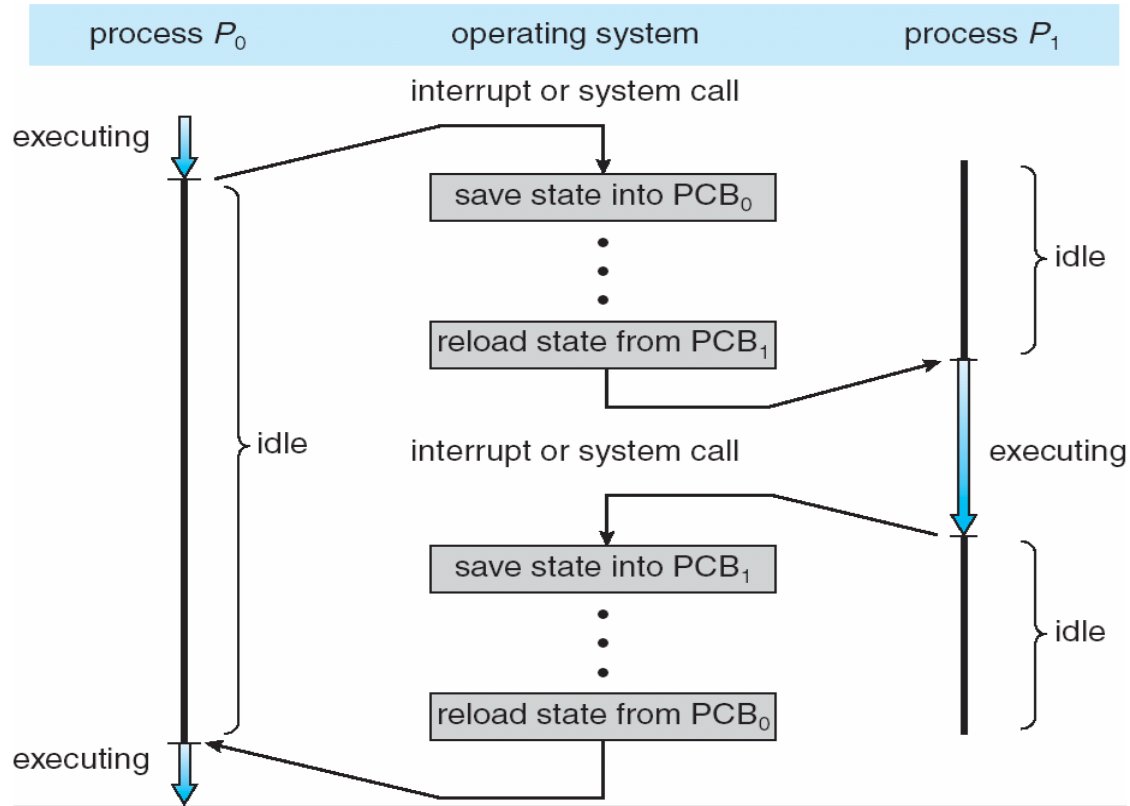 process P₀ operating system process P₁
interrupt or system call
executing
save state into PCB₀
idle
reload state from PCB₁
idle
interrupt or system call
executing
save state into PCB₁
idle
reload state from PCB₀
executing